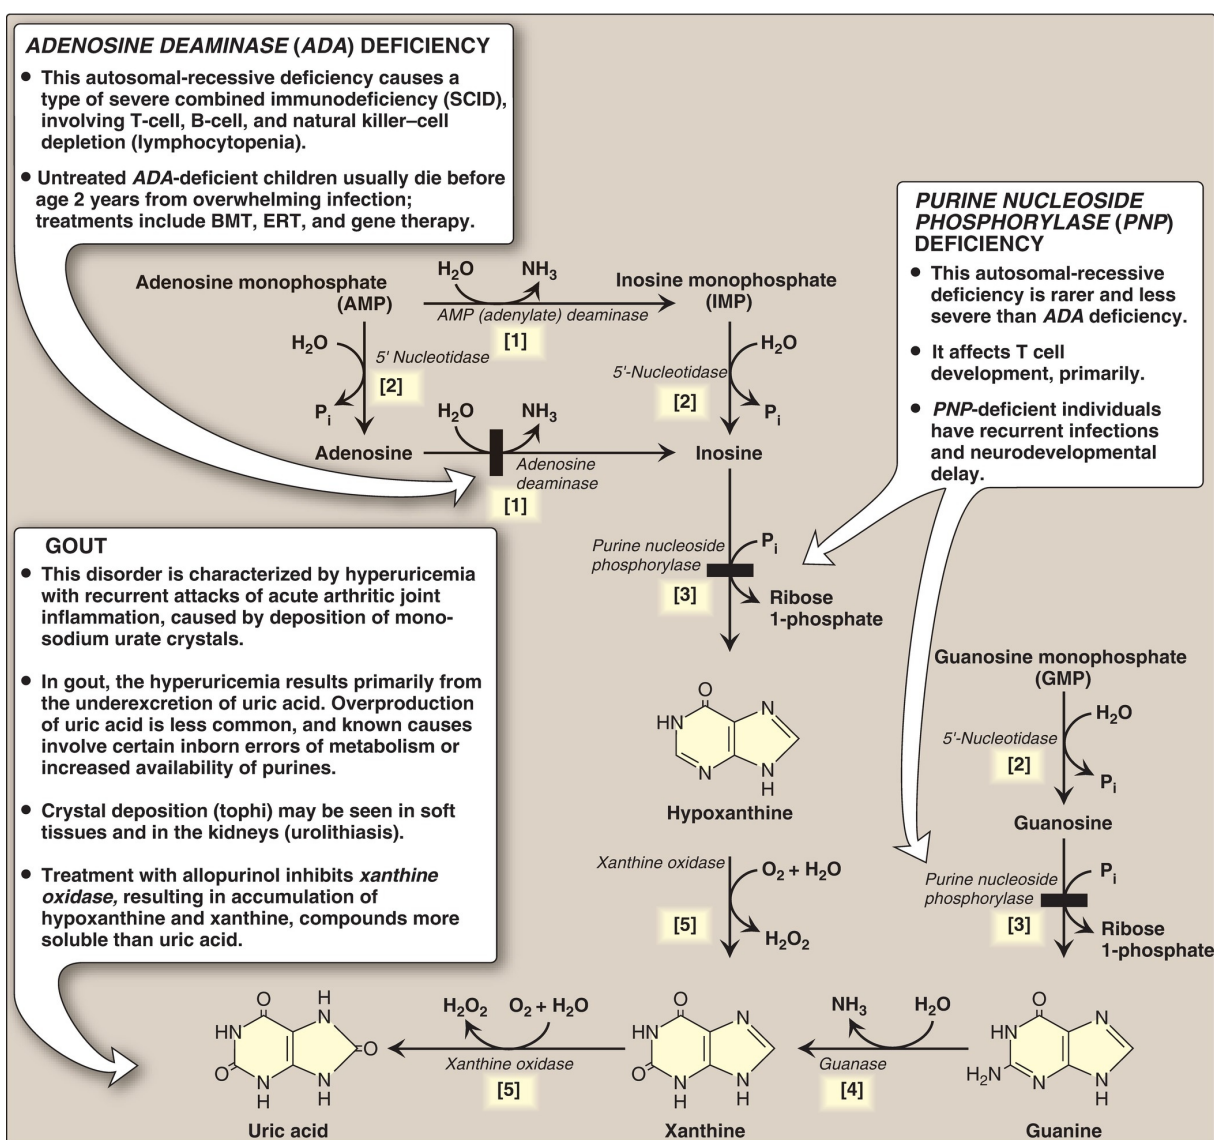 ADENOSINE DEAMINASE (ADA) DEFICIENCY
• This autosomal-recessive deficiency causes a
type of severe combined immunodeficiency (SCID),
involving T-cell, B-cell, and natural killer–cell
depletion (lymphocytopenia).
• Untreated ADA-deficient children usually die before
age 2 years from overwhelming infection;
treatments include BMT, ERT, and gene therapy.
PURINE NUCLEOSIDE
PHOSPHORYLASE (PNP)
DEFICIENCY
• This autosomal-recessive
deficiency is rarer and less
severe than ADA deficiency.
• It affects T cell
development, primarily.
• PNP-deficient individuals
have recurrent infections
and neurodevelopmental
delay.
Adenosine monophosphate
(AMP)
H2O NH3
AMP (adenylate) deaminase
[1]
Inosine monophosphate
(IMP)
H2O
5' Nucleotidase
[2]
Pi
H2O
5'-Nucleotidase
[2]
Pi
Adenosine
H2O NH3
Adenosine
deaminase
[1]
Inosine
Purine nucleoside
phosphorylase
[3]
Pi
Ribose
1-phosphate
GOUT
• This disorder is characterized by hyperuricemia
with recurrent attacks of acute arthritic joint
inflammation, caused by deposition of mono-
sodium urate crystals.
• In gout, the hyperuricemia results primarily from
the underexcretion of uric acid. Overproduction
of uric acid is less common, and known causes
involve certain inborn errors of metabolism or
increased availability of purines.
• Crystal deposition (tophi) may be seen in soft
tissues and in the kidneys (urolithiasis).
• Treatment with allopurinol inhibits xanthine
oxidase, resulting in accumulation of
hypoxanthine and xanthine, compounds more
soluble than uric acid.
Guanosine monophosphate
(GMP)
H2O
5'-Nucleotidase
[2]
Pi
Guanosine
O
HN
N
N
N
H
Hypoxanthine
Xanthine oxidase
[5]
O2 + H2O
H2O2
Purine nucleoside
phosphorylase
[3]
Pi
Ribose
1-phosphate
O
H
HN
N
O
O
N
H
N
H
Uric acid
H2O2 O2 + H2O
Xanthine oxidase
[5]
O
HN
N
O
N
H
N
H
Xanthine
NH3 H2O
Guanase
[4]
O
HN
N
H2N
N
N
H
Guanine